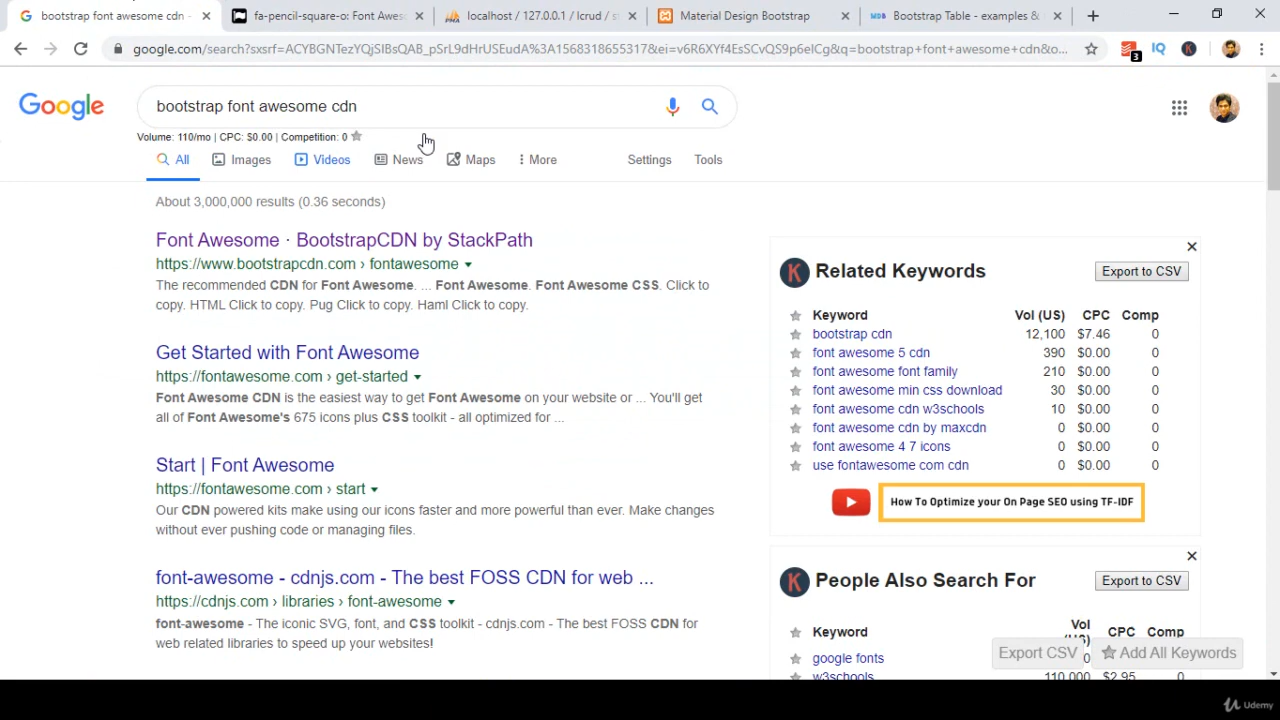 bootstrap font awesome cdn -
fa-pencil-square-o: Font Awes
localhost / 127.0.0.1 / lcrud / s
Material Design Bootstrap
MDB Bootstrap Table - examples &
google.com/search?sxsrf=ACYBGNTezYQjSIBsQAB_pSrL9dHrUSEudA%3A1568318655317&ei=v6R6XYf4EsSCvQS9p6elCg&q=bootstrap+font+awesome+cdn&o...
3
Google
bootstrap font awesome cdn
Volume: 110/mo | CPC: $0.00 | Competition: 0
All Images Videos News Maps More Settings Tools
About 3,000,000 results (0.36 seconds)
Font Awesome · BootstrapCDN by StackPath
https://www.bootstrapcdn.com › fontawesome
The recommended CDN for Font Awesome. ... Font Awesome. Font Awesome CSS. Click to
copy. HTML Click to copy. Pug Click to copy. Haml Click to copy.
Get Started with Font Awesome
https://fontawesome.com › get-started
Font Awesome CDN is the easiest way to get Font Awesome on your website or ... You'll get
all of Font Awesome's 675 icons plus CSS toolkit - all optimized for ...
Start | Font Awesome
https://fontawesome.com › start
Our CDN powered kits make using our icons faster and more powerful than ever. Make changes
without ever pushing code or managing files.
font-awesome - cdnjs.com - The best FOSS CDN for web ...
https://cdnjs.com › libraries › font-awesome
font-awesome - The iconic SVG, font, and CSS toolkit - cdnjs.com - The best FOSS CDN for
web related libraries to speed up your websites!
K Related Keywords Export to CSV
Keyword Vol (US) CPC Comp
bootstrap cdn 12,100 $7.46 0
font awesome 5 cdn 390 $0.00 0
font awesome font family 210 $0.00 0
font awesome min css download 30 $0.00 0
font awesome cdn w3schools 10 $0.00 0
font awesome cdn by maxcdn 0 $0.00 0
font awesome 4 7 icons 0 $0.00 0
use fontawesome com cdn 0 $0.00 0
How To Optimize your On Page SEO using TF-IDF
K People Also Search For Export to CSV
Keyword Vol (US) CPC Comp
google fonts 0
w3schools 110,000 $2.95 0
Export CSV Add All Keywords
Udemy